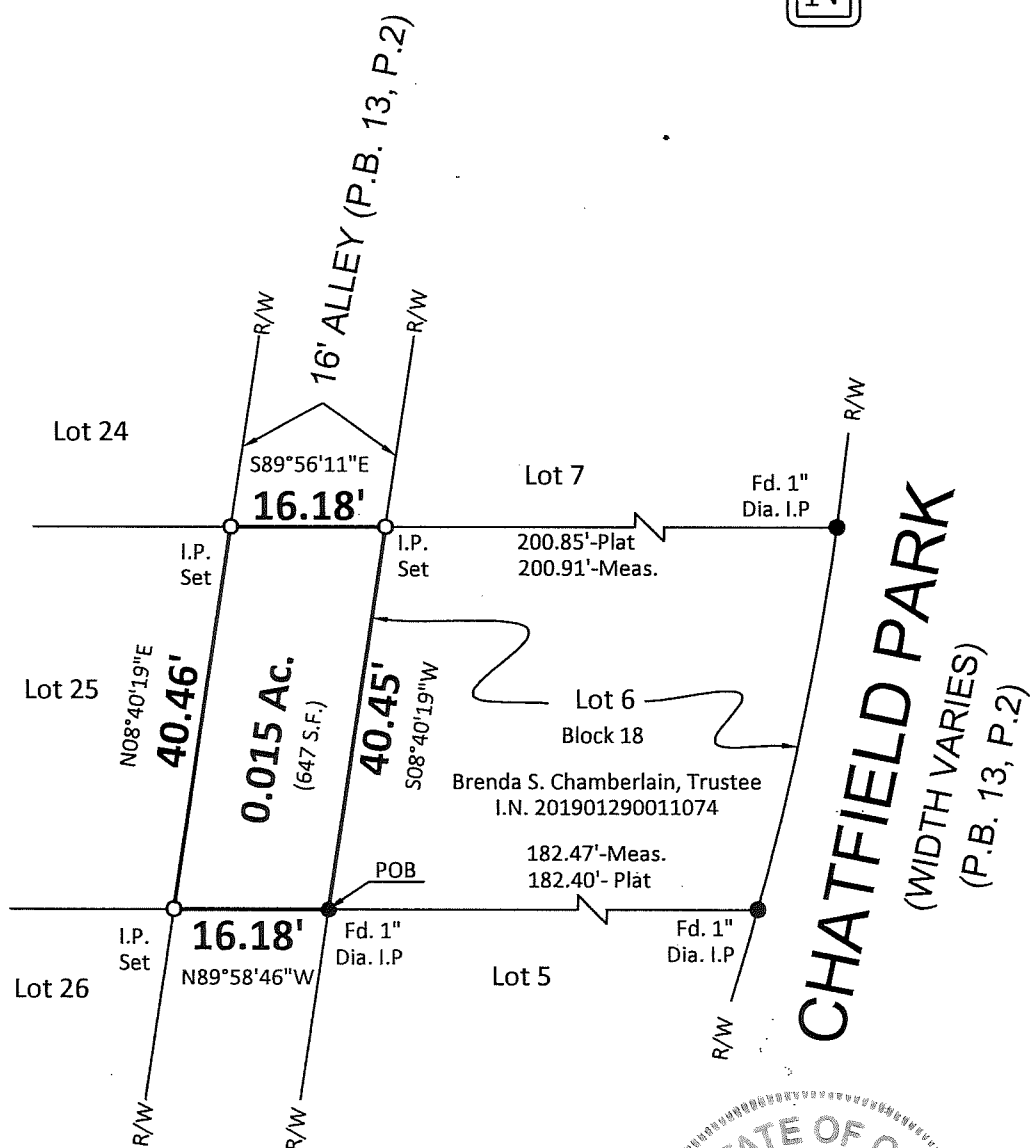 16' ALLEY (P.B. 13, P.2)
R/W
R/W
Lot 24
S89°56'11"E
16.18'
Lot 7
Fd. 1"
Dia. I.P
R/W
I.P.
Set
I.P.
Set
200.85'-Plat
200.91'-Meas.
Lot 25
N08°40'19"E
40.46'
0.015 Ac.
(647 S.F.)
40.45'
S08°40'19"W
Lot 6
Block 18
Brenda S. Chamberlain, Trustee
I.N. 201901290011074
CHATFIELD PARK
(WIDTH VARIES)
(P.B. 13, P.2)
182.47'-Meas.
182.40'- Plat
POB
I.P.
Set
16.18'
N89°58'46"W
Fd. 1"
Dia. I.P
Fd. 1"
Dia. I.P
Lot 26
Lot 5
R/W
R/W
R/W
OF